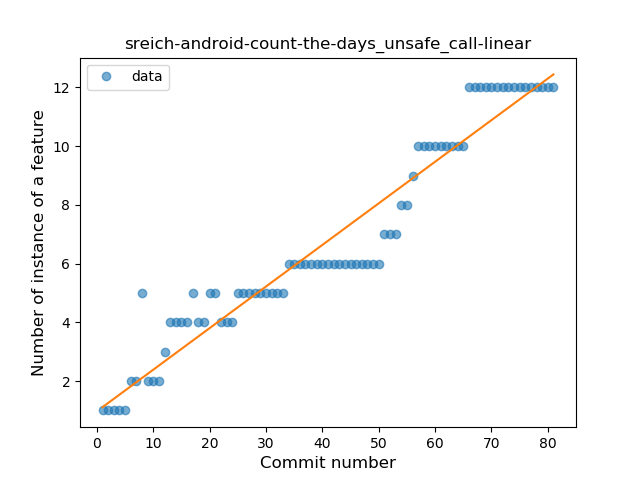 sreich-android-count-the-days_unsafe_call-linear
data
Number of instance of a feature
12
10
8
6
4
2
0 10 20 30 40 50 60 70 80
Commit number